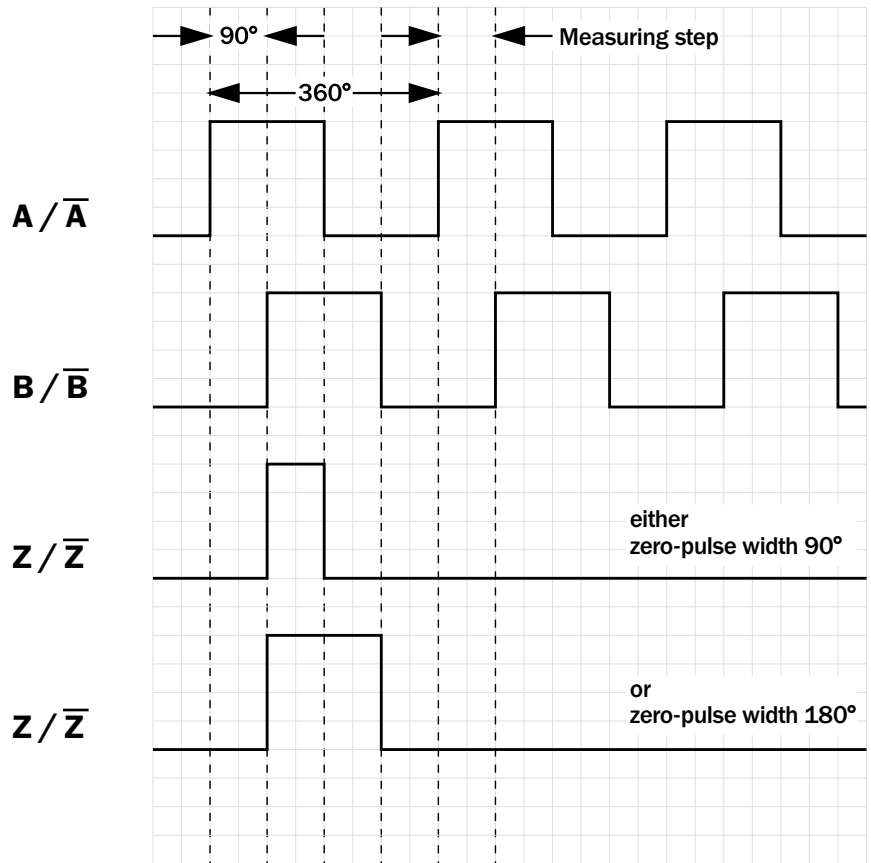 90° Measuring step
360°
A / A̅
B / B̅
Z / Z̅
either
zero-pulse width 90°
Z / Z̅
or
zero-pulse width 180°